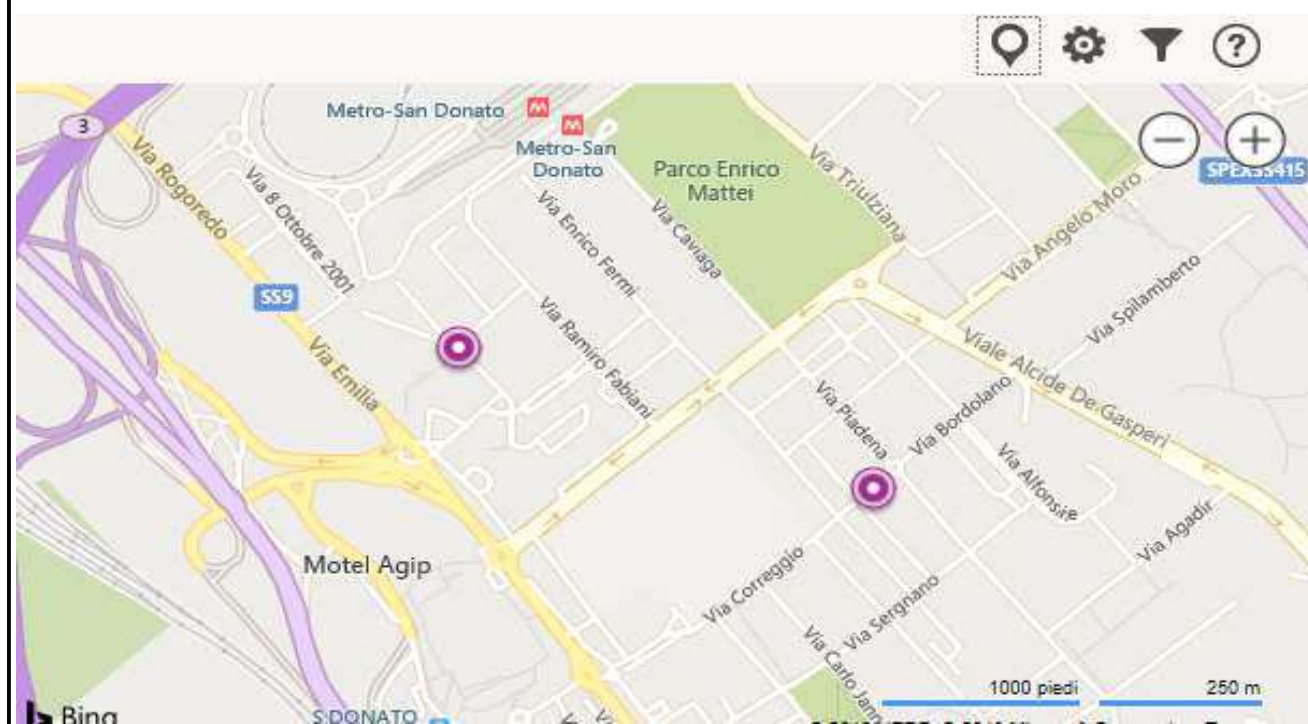 Metro-San Donato
3
Metro-San
Donato
Parco Enrico
Mattei
Via Triulziana
SPEXSS415
Via Rogoredo
Via 8 Ottobre 2001
Via Enrico Fermi
Via Caviaga
Via Angelo Moro
SS9
Via Spilamberto
Via Emilia
Via Ramiro Fabiani
Viale Alcide De Gasperi
Via Piadena
Via Bordolano
Via Alfonsine
Via Agadir
Motel Agip
Via Correggio
Via Sergnano
Via Carlo
1000 piedi
250 m
Bing
S.DONATO